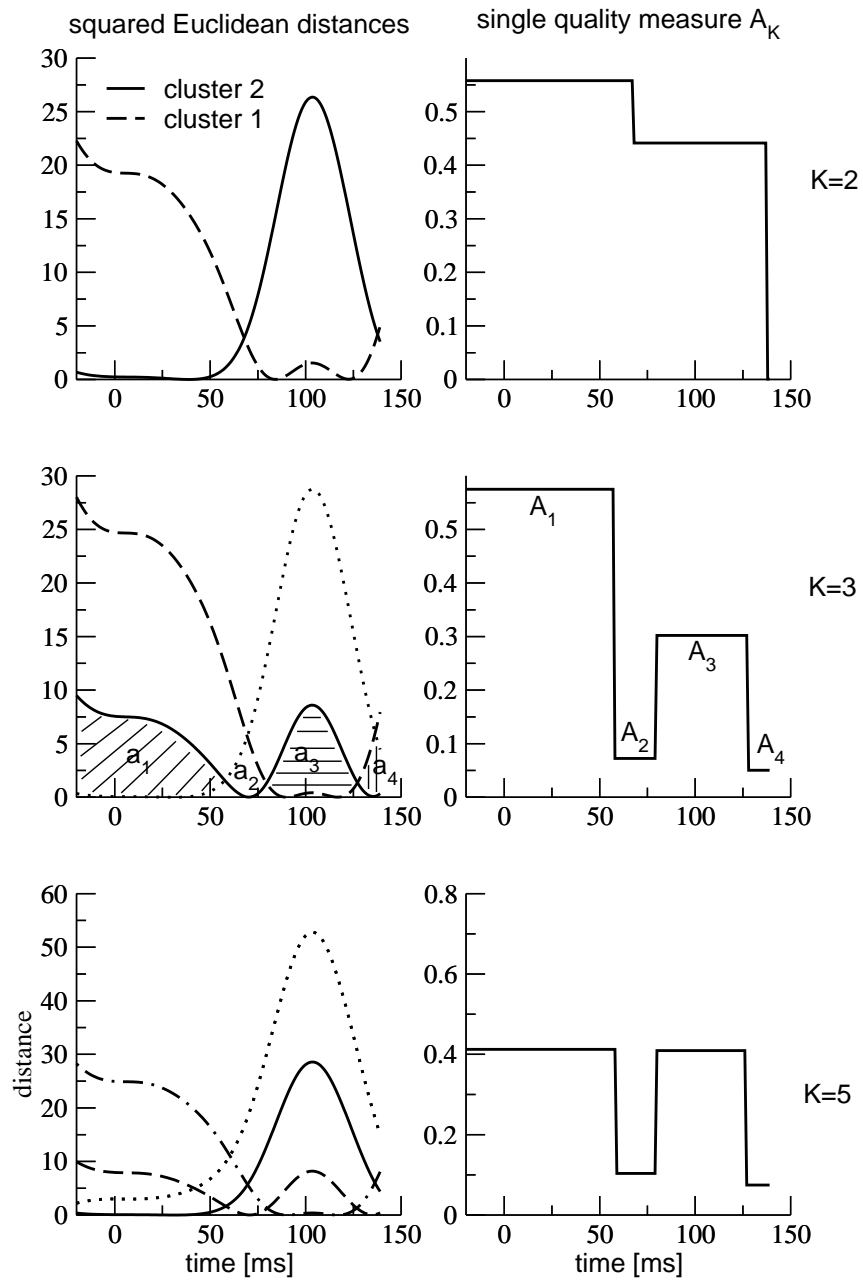 squared Euclidean distances
single quality measure A_K
30
25
20
15
10
5
0
cluster 2
cluster 1
0 50 100 150
0.5
0.4
0.3
0.2
0.1
0
0 50 100 150
K=2
30
25
20
15
10
5
0
a_1
a_2
a_3
a_4
0 50 100 150
0.5
0.4
0.3
0.2
0.1
0
A_1
A_2
A_3
A_4
0 50 100 150
K=3
distance
60
50
40
30
20
10
0
0 50 100 150
time [ms]
0.8
0.6
0.4
0.2
0
0 50 100 150
time [ms]
K=5